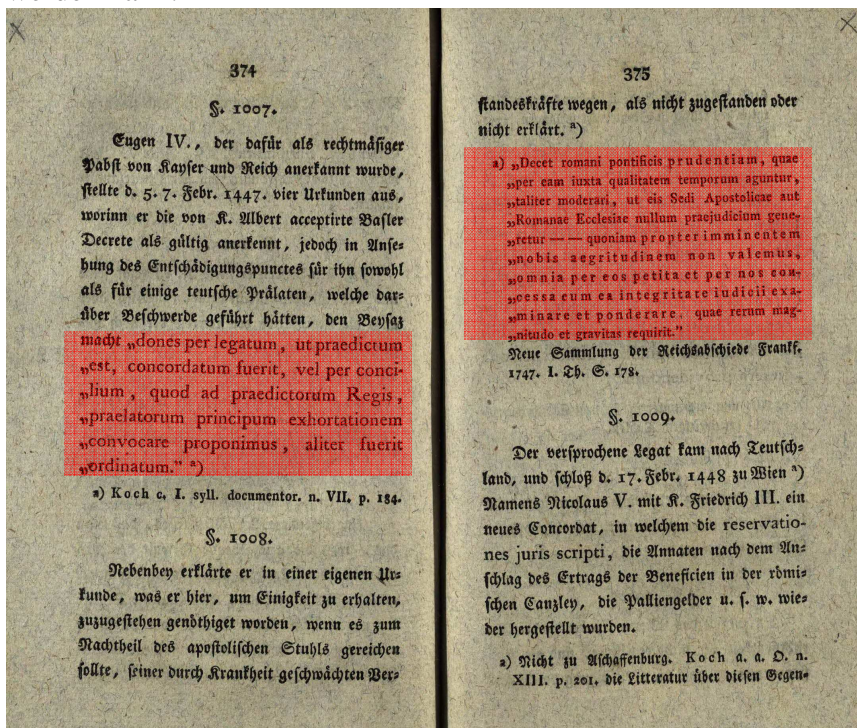 374
§. 1007.
Eugen IV., der dafür als rechtmäsiger
Pabst von Kayser und Reich anerkannt wurde,
stellte d. 5. 7. Febr. 1447. vier Urkunden aus,
worinn er die von K. Albert acceptirte Basler
Decrete als gültig anerkennt, jedoch in Anse-
hung des Entschädigungspunctes für ihn sowohl
als für einige teutsche Prälaten, welche dar-
über Beschwerde geführt hätten, den Beysaz
macht „dones per legatum, ut praedictum
„est, concordatum fuerit, vel per conci-
„lium, quod ad praedictorum Regis,
„praelatorum principum exhortationem
„convocare proponimus, aliter fuerit
„ordinatum.“ a)
a) Koch c. I. syll. documentor. n. VII. p. 184.
§. 1008.
Nebenbey erklärte er in einer eigenen Ur-
kunde, was er hier, um Einigkeit zu erhalten,
zuzugestehen genöthiget worden, wenn es zum
Nachtheil des apostolischen Stuhls gereichen
sollte, seiner durch Krankheit geschwächten Ver-
375
standeskräfte wegen, als nicht zugestanden oder
nicht erklärt. a)
a) „Decet romani pontificis prudentiam, quae
„per eam iuxta qualitatem temporum aguntur,
„taliter moderari, ut eis Sedi Apostolicae aut
„Romanae Ecclesiae nullum praejudicium gene-
„retur — — quoniam propter imminentem
„nobis aegritudinem non valemus,
„omnia per eos petita et per nos con-
„cessa cum ea integritate iudicii exa-
„minare et ponderare, quae rerum mag-
„nitudo et gravitas requirit.“
Neue Sammlung der Reichsabschiede Frankf.
1747. I. Th. S. 178.
§. 1009.
Der versprochene Legat kam nach Teutsch-
land, und schloß d. 17. Febr. 1448 zu Wien a)
Namens Nicolaus V. mit K. Friedrich III. ein
neues Concordat, in welchem die reservatio-
nes juris scripti, die Annaten nach dem An-
schlag des Ertrags der Beneficien in der römi-
schen Canzley, die Palliengelder u. s. w. wie-
der hergestellt wurden.
a) Nicht zu Aschaffenburg. Koch a. a. O. n.
XIII. p. 201. die Litteratur über diesen Gegen-